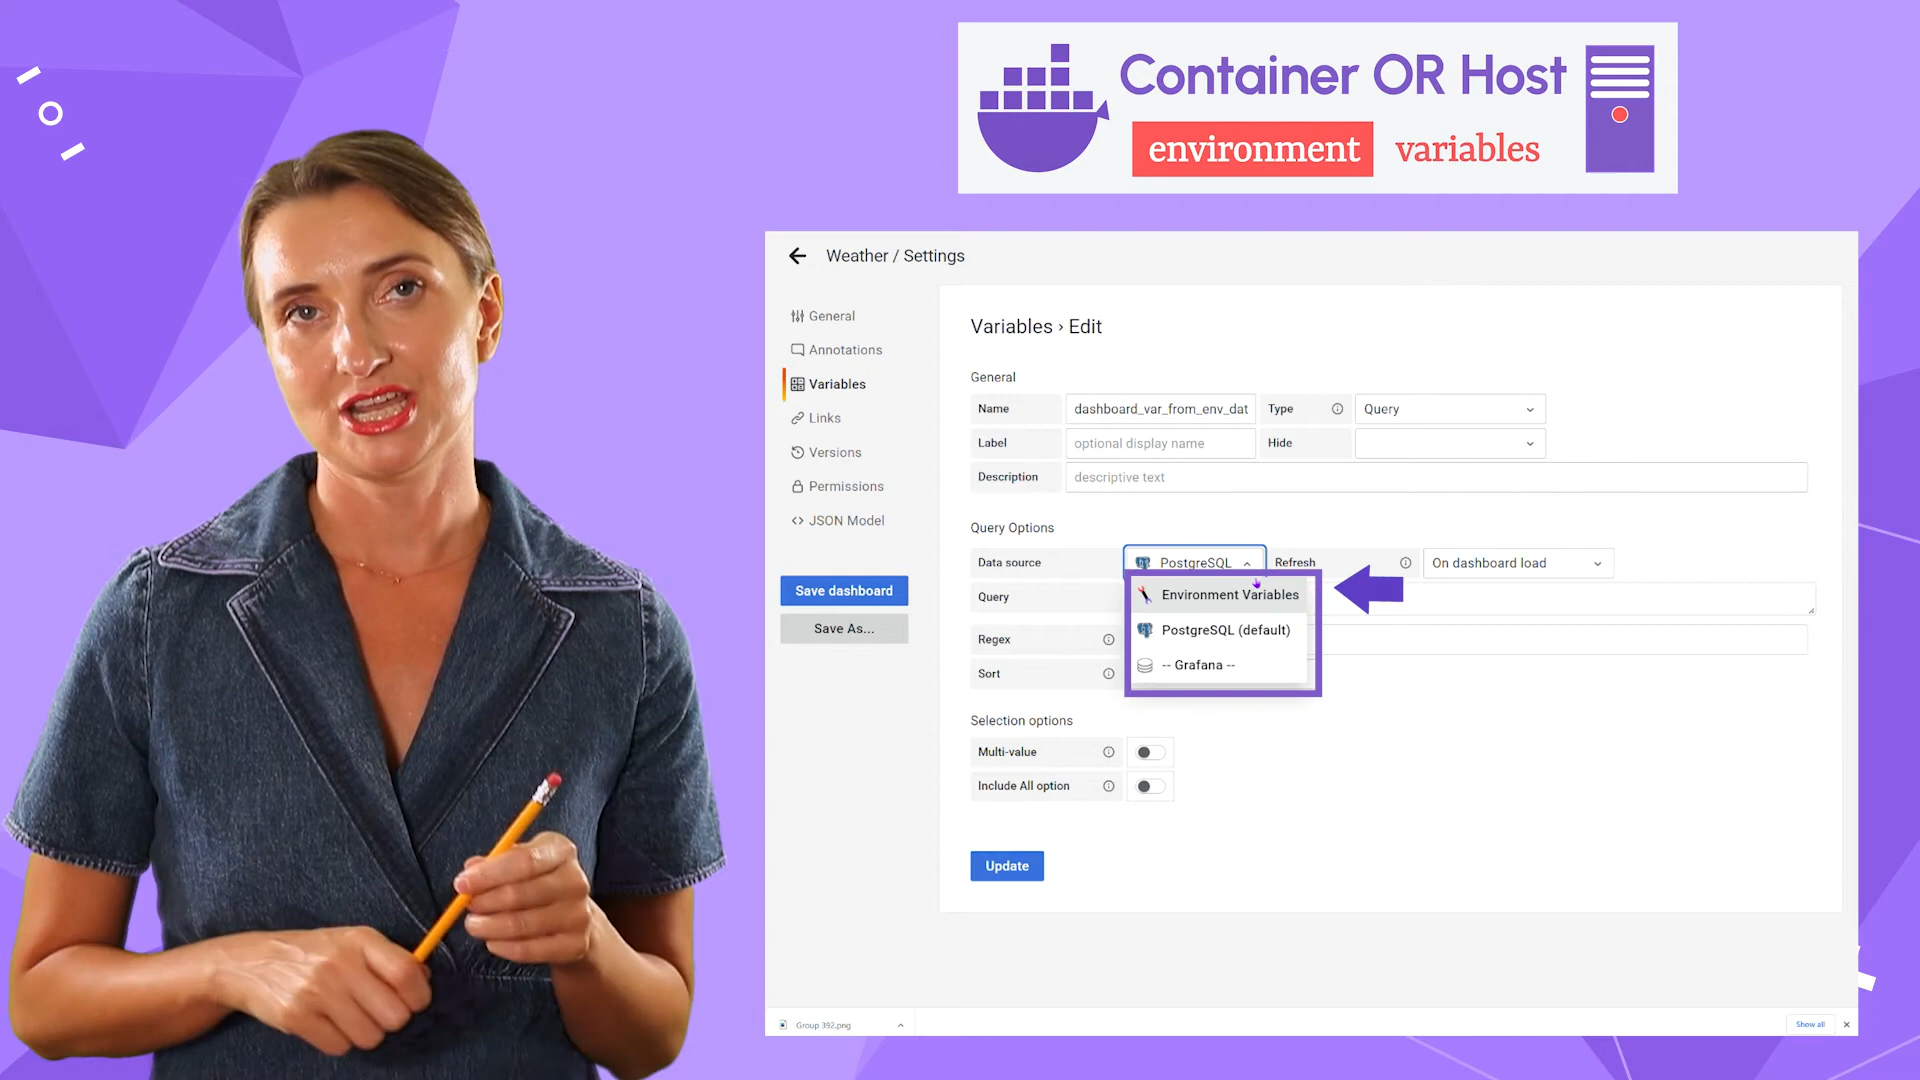 Container OR Host
environment variables
Weather / Settings
General
Annotations
Variables
Links
Versions
Permissions
JSON Model
Save dashboard
Save As...
Variables › Edit
General
Name dashboard_var_from_env_dat Type Query
Label optional display name Hide
Description descriptive text
Query Options
Data source PostgreSQL Refresh On dashboard load
Query Environment Variables
PostgreSQL (default)
Regex
-- Grafana --
Sort
Selection options
Multi-value
Include All option
Update
Group 392.png
Show all